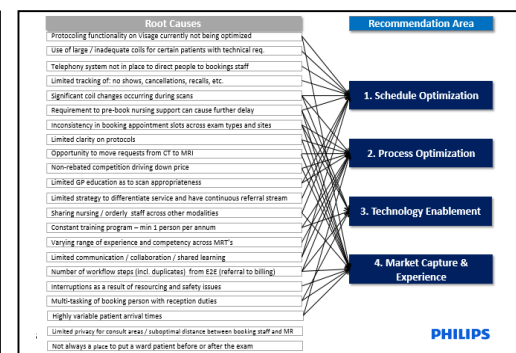 Root Causes
Recommendation Area
Protocoling functionality on Visage currently not being optimized
Use of large / inadequate coils for certain patients with technical req.
Telephony system not in place to direct people to bookings staff
Limited tracking of: no shows, cancellations, recalls, etc.
Significant coil changes occurring during scans
Requirement to pre-book nursing support can cause further delay
Inconsistency in booking appointment slots across exam types and sites
Limited clarity on protocols
Opportunity to move requests from CT to MRI
Non-rebated competition driving down price
Limited GP education as to scan appropriateness
Limited strategy to differentiate service and have continuous referral stream
Sharing nursing / orderly staff across other modalities
Constant training program – min 1 person per annum
Varying range of experience and competency across MRT's
Limited communication / collaboration / shared learning
Number of workflow steps (incl. duplicates) from E2E (referral to billing)
Interruptions as a result of resourcing and safety issues
Multi-tasking of booking person with reception duties
Highly variable patient arrival times
Limited privacy for consult areas / suboptimal distance between booking staff and MR
Not always a place to put a ward patient before or after the exam
1. Schedule Optimization
2. Process Optimization
3. Technology Enablement
4. Market Capture &
Experience
PHILIPS